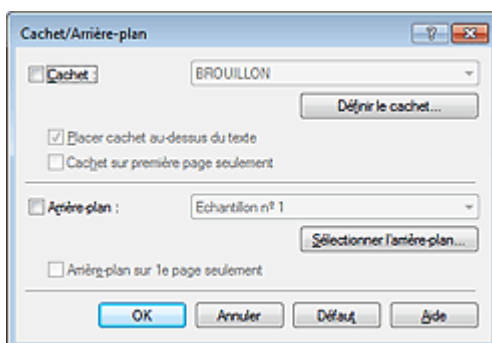 Cachet/Arrière-plan
Cachet : BROUILLON
Définir le cachet...
Placer cachet au-dessus du texte
Cachet sur première page seulement
Arrière-plan : Echantillon nº 1
Sélectionner l'arrière-plan...
Arrière-plan sur 1e page seulement
OK Annuler Défaut Aide